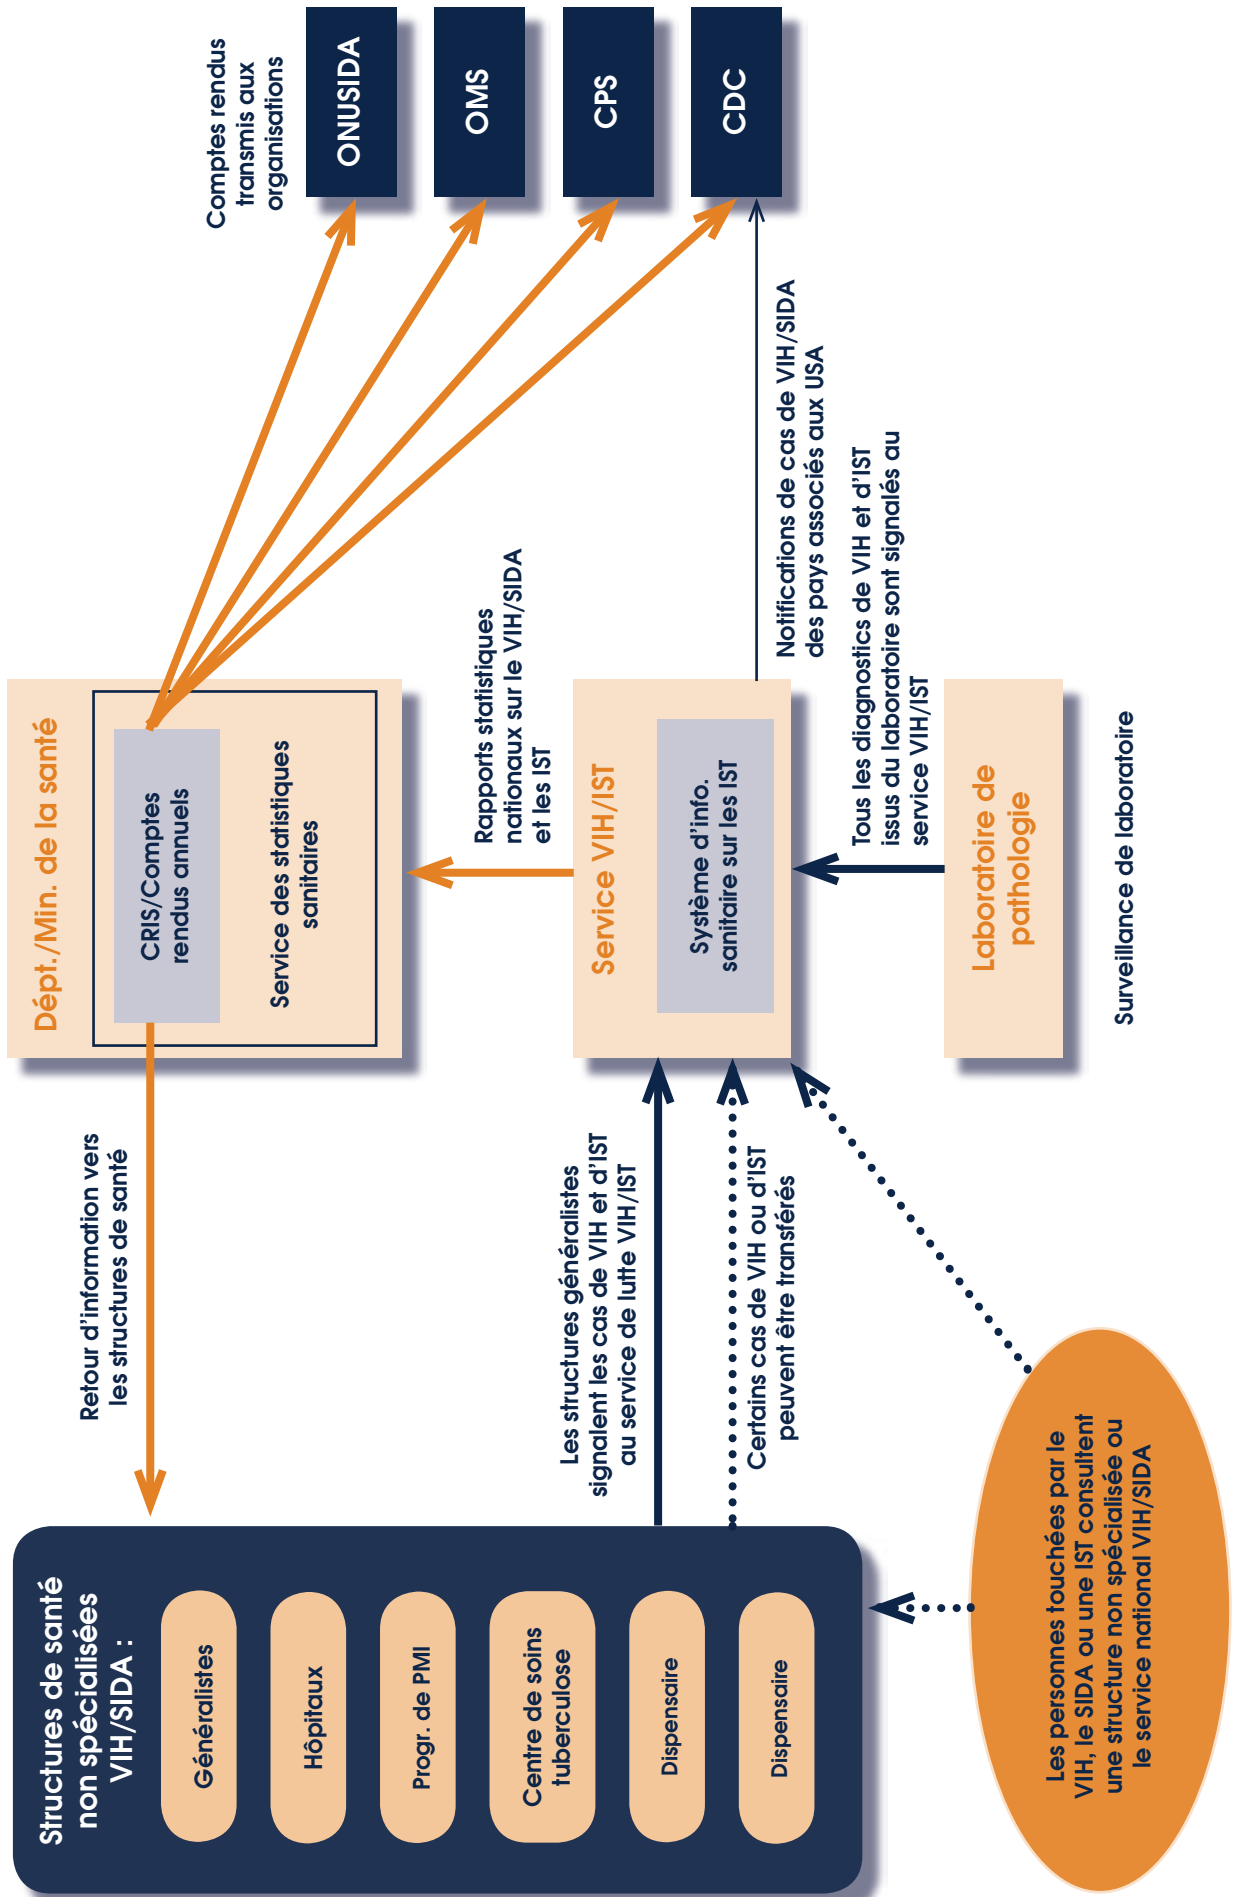 Structures de santé
non spécialisées
VIH/SIDA :
Généralistes
Hôpitaux
Progr. de PMI
Centre de soins
tuberculose
Dispensaire
Dispensaire
Retour d’information vers
les structures de santé
Les structures généralistes
signalent les cas de VIH et d’IST
au service de lutte VIH/IST
Certains cas de VIH ou d’IST
peuvent être transférés
Les personnes touchées par le
VIH, le SIDA ou une IST consultent
une structure non spécialisée ou
le service national VIH/SIDA
Dépt./Min. de la santé
CRIS/Comptes
rendus annuels
Service des statistiques
sanitaires
Rapports statistiques
nationaux sur le VIH/SIDA
et les IST
Service VIH/IST
Système d’info.
sanitaire sur les IST
Tous les diagnostics de VIH et d’IST
issus du laboratoire sont signalés au
service VIH/IST
Laboratoire de
pathologie
Surveillance de laboratoire
Notifications de cas de VIH/SIDA
des pays associés aux USA
Comptes rendus
transmis aux
organisations
ONUSIDA
OMS
CPS
CDC